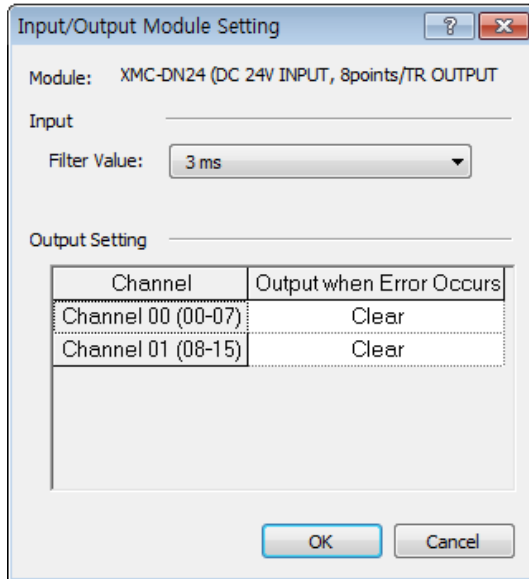 Input/Output Module Setting
Module: XMC-DN24 (DC 24V INPUT, 8points/TR OUTPUT
Input
Filter Value: 3 ms
Output Setting
Channel Output when Error Occurs
Channel 00 (00-07) Clear
Channel 01 (08-15) Clear
OK Cancel